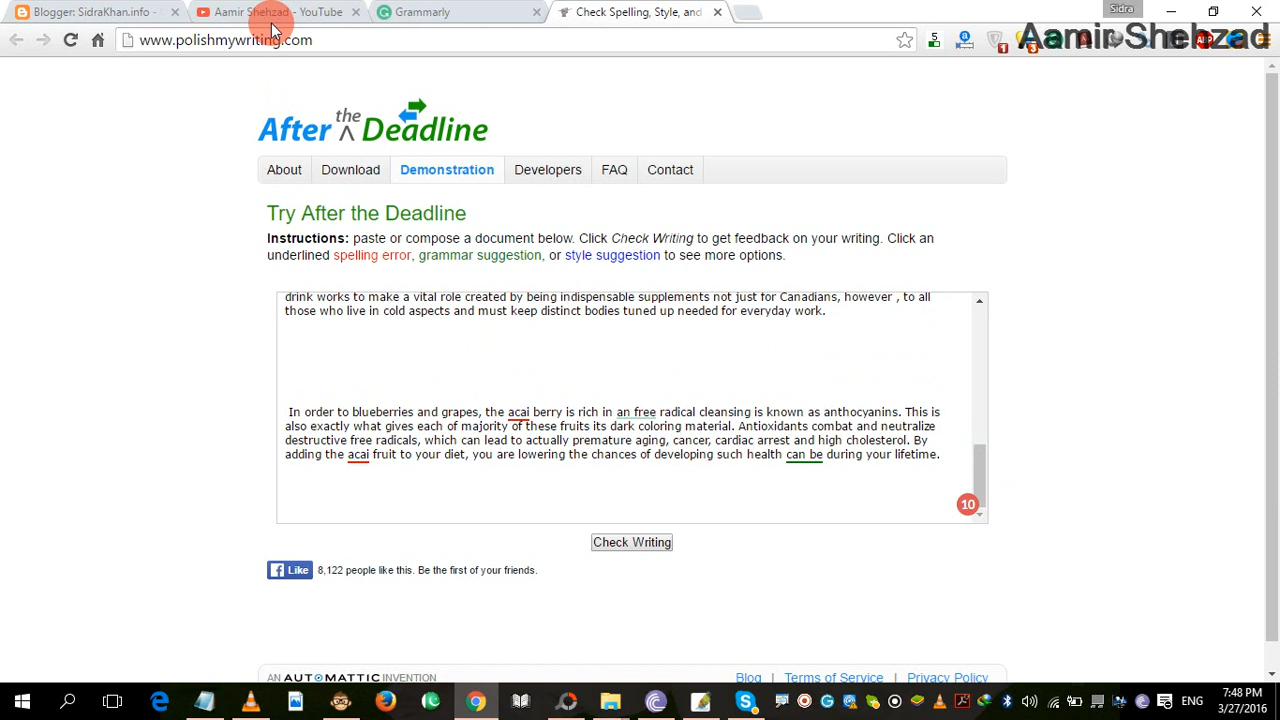 Blogger: SidraKhan.info -
Aamir Shehzad - YouTube
Grammarly
Check Spelling, Style, and
Sidra
www.polishmywriting.com
Aamir Shehzad
After the Deadline
About
Download
Demonstration
Developers
FAQ
Contact
Try After the Deadline
Instructions: paste or compose a document below. Click Check Writing to get feedback on your writing. Click an
underlined spelling error, grammar suggestion, or style suggestion to see more options.
drink works to make a vital role created by being indispensable supplements not just for Canadians, however , to all
those who live in cold aspects and must keep distinct bodies tuned up needed for everyday work.
In order to blueberries and grapes, the acai berry is rich in an free radical cleansing is known as anthocyanins. This is
also exactly what gives each of majority of these fruits its dark coloring material. Antioxidants combat and neutralize
destructive free radicals, which can lead to actually premature aging, cancer, cardiac arrest and high cholesterol. By
adding the acai fruit to your diet, you are lowering the chances of developing such health can be during your lifetime.
10
Check Writing
Like
8,122 people like this. Be the first of your friends.
AN AUTOMATTIC INVENTION
Blog
Terms of Service
Privacy Policy
ENG
7:48 PM
3/27/2016